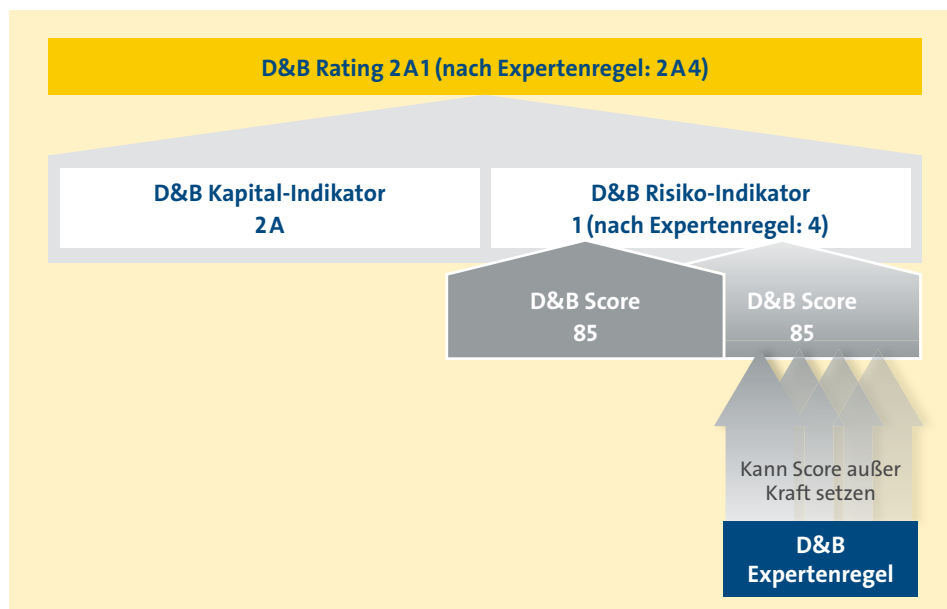 D&B Rating 2A1 (nach Expertenregel: 2A4)
D&B Kapital-Indikator
2A
D&B Risiko-Indikator
1 (nach Expertenregel: 4)
D&B Score
85
D&B Score
85
Kann Score außer
Kraft setzen
D&B
Expertenregel